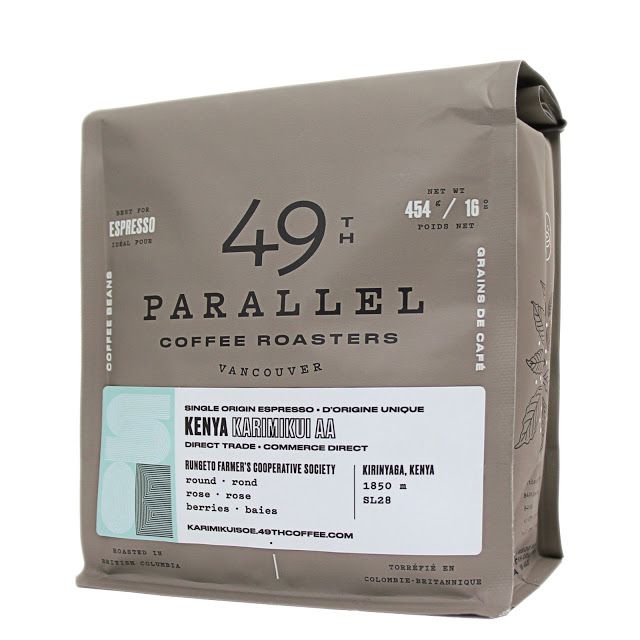 BEST FOR
ESPRESSO
IDÉAL POUR
49TH
PARALLEL
COFFEE ROASTERS
VANCOUVER
NET WT
454 g / 16 oz
POIDS NET
COFFEE BEANS
GRAINS DE CAFÉ
SINGLE ORIGIN ESPRESSO • D'ORIGINE UNIQUE
KENYA KARIMIKUI AA
DIRECT TRADE • COMMERCE DIRECT
RUNGETO FARMER'S COOPERATIVE SOCIETY
round · rond
rose · rose
berries · baies
KIRINYAGA, KENYA
1850 m
SL28
KARIMIKUISOE.49THCOFFEE.COM
ROASTED IN
BRITISH COLUMBIA
TORRÉFIÉ EN
COLOMBIE-BRITANNIQUE